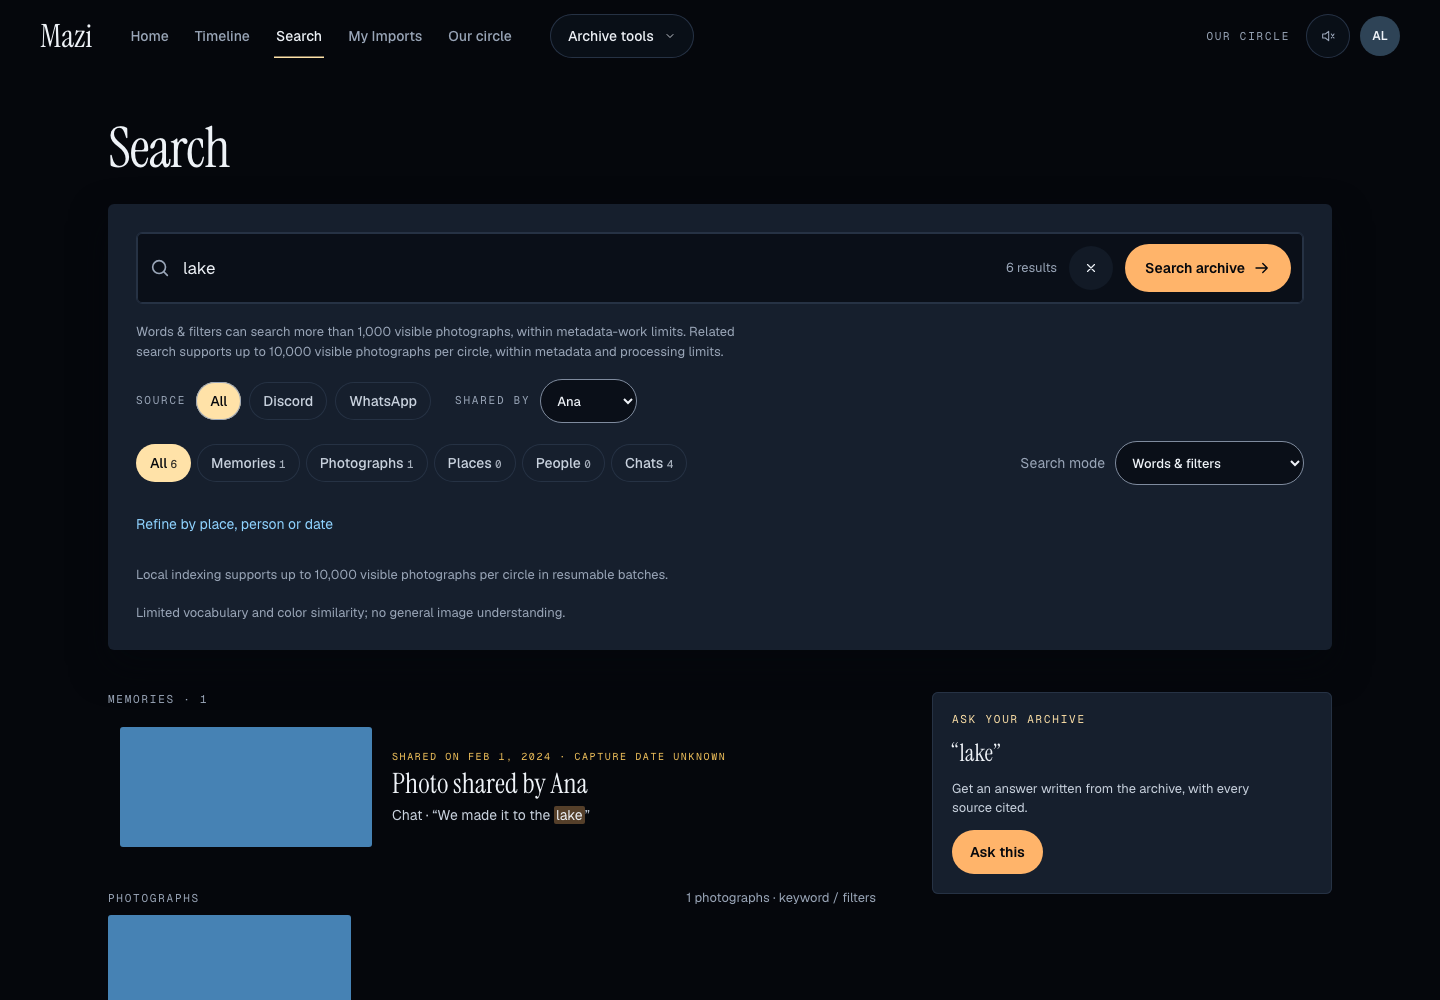 Mazi
Home
Timeline
Search
My Imports
Our circle
Archive tools
OUR CIRCLE
AL
Search
lake
6 results
Search archive
Words & filters can search more than 1,000 visible photographs, within metadata-work limits. Related
search supports up to 10,000 visible photographs per circle, within metadata and processing limits.
SOURCE
All
Discord
WhatsApp
SHARED BY
Ana
All 6
Memories 1
Photographs 1
Places 0
People 0
Chats 4
Search mode
Words & filters
Refine by place, person or date
Local indexing supports up to 10,000 visible photographs per circle in resumable batches.
Limited vocabulary and color similarity; no general image understanding.
MEMORIES · 1
SHARED ON FEB 1, 2024 · CAPTURE DATE UNKNOWN
Photo shared by Ana
Chat · “We made it to the lake”
PHOTOGRAPHS
1 photographs · keyword / filters
ASK YOUR ARCHIVE
“lake”
Get an answer written from the archive, with every
source cited.
Ask this